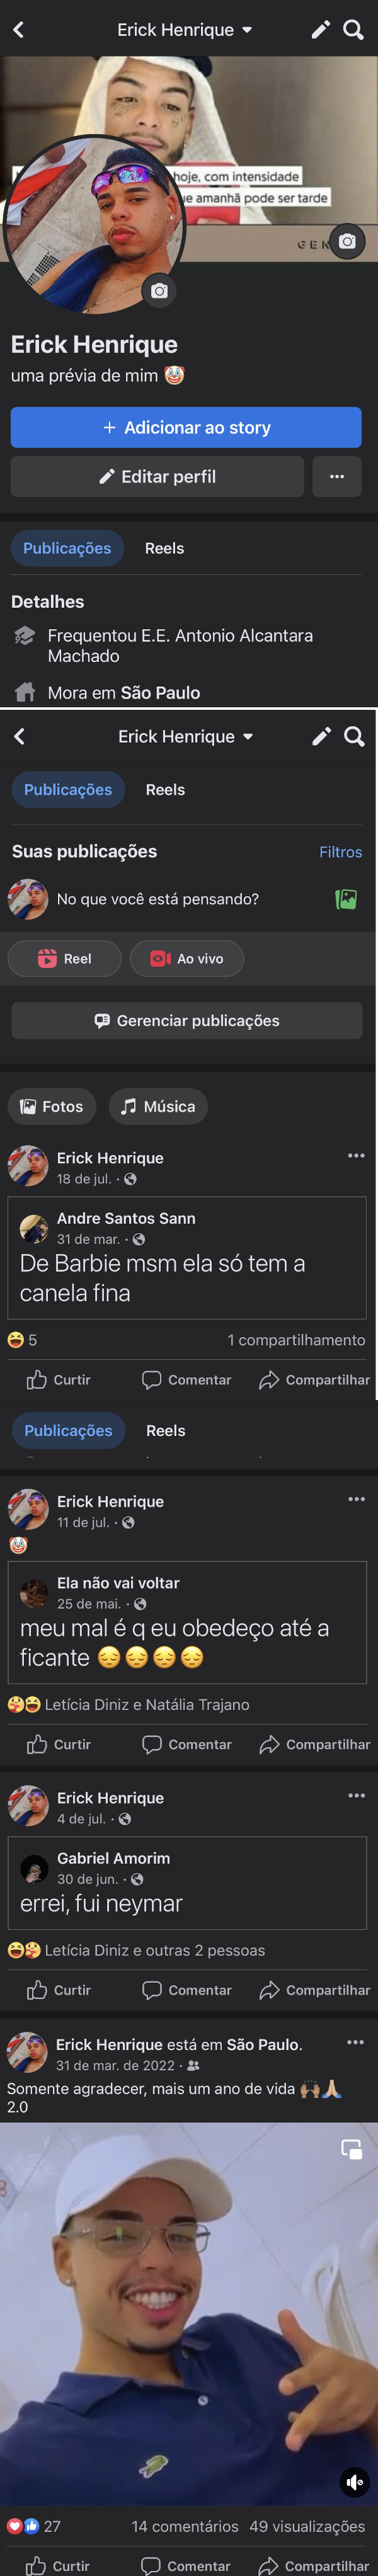 Erick Henrique
hoje, com intensidade
ue amanhã pode ser tarde
GEN
Erick Henrique
uma prévia de mim 🤡
+ Adicionar ao story
Editar perfil
Publicações Reels
Detalhes
Frequentou E.E. Antonio Alcantara
Machado
Mora em São Paulo
Erick Henrique
Publicações Reels
Suas publicações Filtros
No que você está pensando?
Reel Ao vivo
Gerenciar publicações
Fotos Música
Erick Henrique
18 de jul. ·
Andre Santos Sann
31 de mar. ·
De Barbie msm ela só tem a
canela fina
5 1 compartilhamento
Curtir Comentar Compartilhar
Publicações Reels
Erick Henrique
11 de jul. ·
🤡
Ela não vai voltar
25 de mai. ·
meu mal é q eu obedeço até a
ficante 😔😔😔😔
Letícia Diniz e Natália Trajano
Curtir Comentar Compartilhar
Erick Henrique
4 de jul. ·
Gabriel Amorim
30 de jun. ·
errei, fui neymar
Letícia Diniz e outras 2 pessoas
Curtir Comentar Compartilhar
Erick Henrique está em São Paulo.
31 de mar. de 2022 ·
Somente agradecer, mais um ano de vida 🙌🏽🙏🏼
2.0
27 14 comentários 49 visualizações
Curtir Comentar Compartilhar